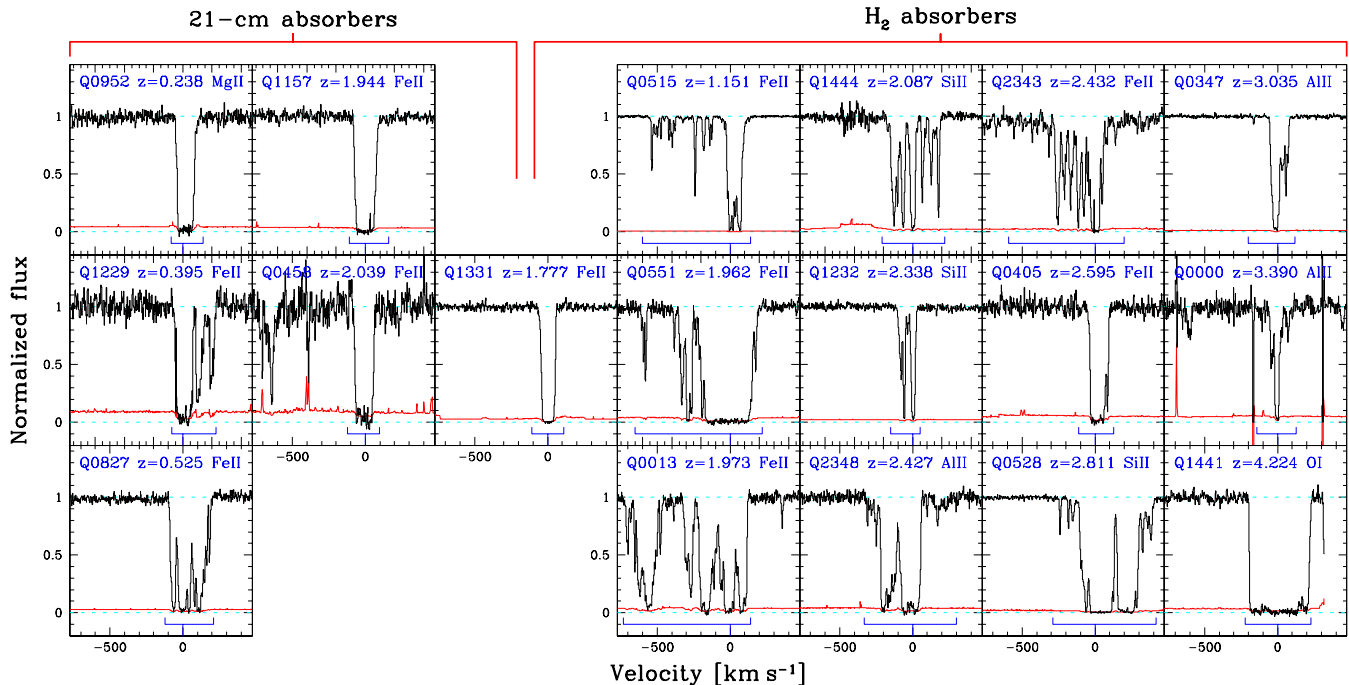 21-cm absorbers
H2 absorbers
Q0952 z=0.238 MgII
Q1157 z=1.944 FeII
Q0515 z=1.151 FeII
Q1444 z=2.087 SiII
Q2343 z=2.432 FeII
Q0347 z=3.035 AlII
1
0.5
0
Q1229 z=0.395 FeII
Q0458 z=2.039 FeII
Q1331 z=1.777 FeII
Q0551 z=1.962 FeII
Q1232 z=2.338 SiII
Q0405 z=2.595 FeII
Q0000 z=3.390 AlII
1
0.5
0
-500 0
-500 0
Q0827 z=0.525 FeII
Q0013 z=1.973 FeII
Q2348 z=2.427 AlII
Q0528 z=2.811 SiII
Q1441 z=4.224 OI
1
0.5
0
-500 0
-500 0
-500 0
-500 0
-500 0
Normalized flux
Velocity [km s−1]